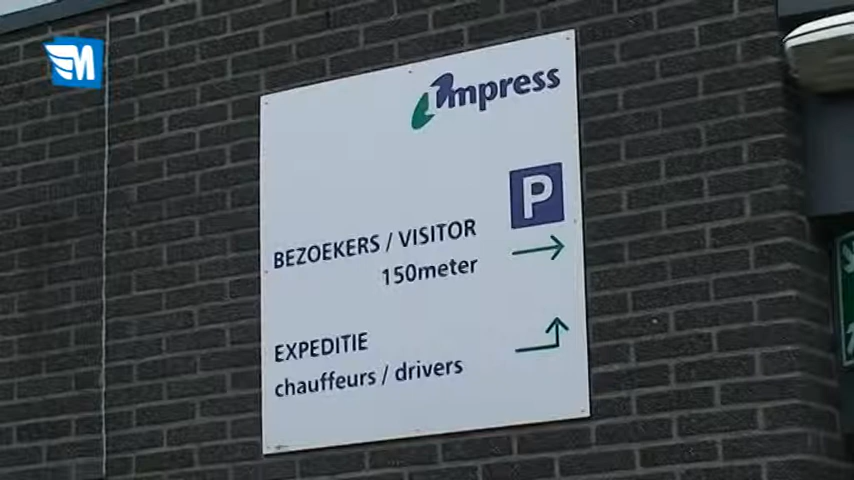 M
Impress
P
BEZOEKERS / VISITOR
150meter
EXPEDITIE
chauffeurs / drivers